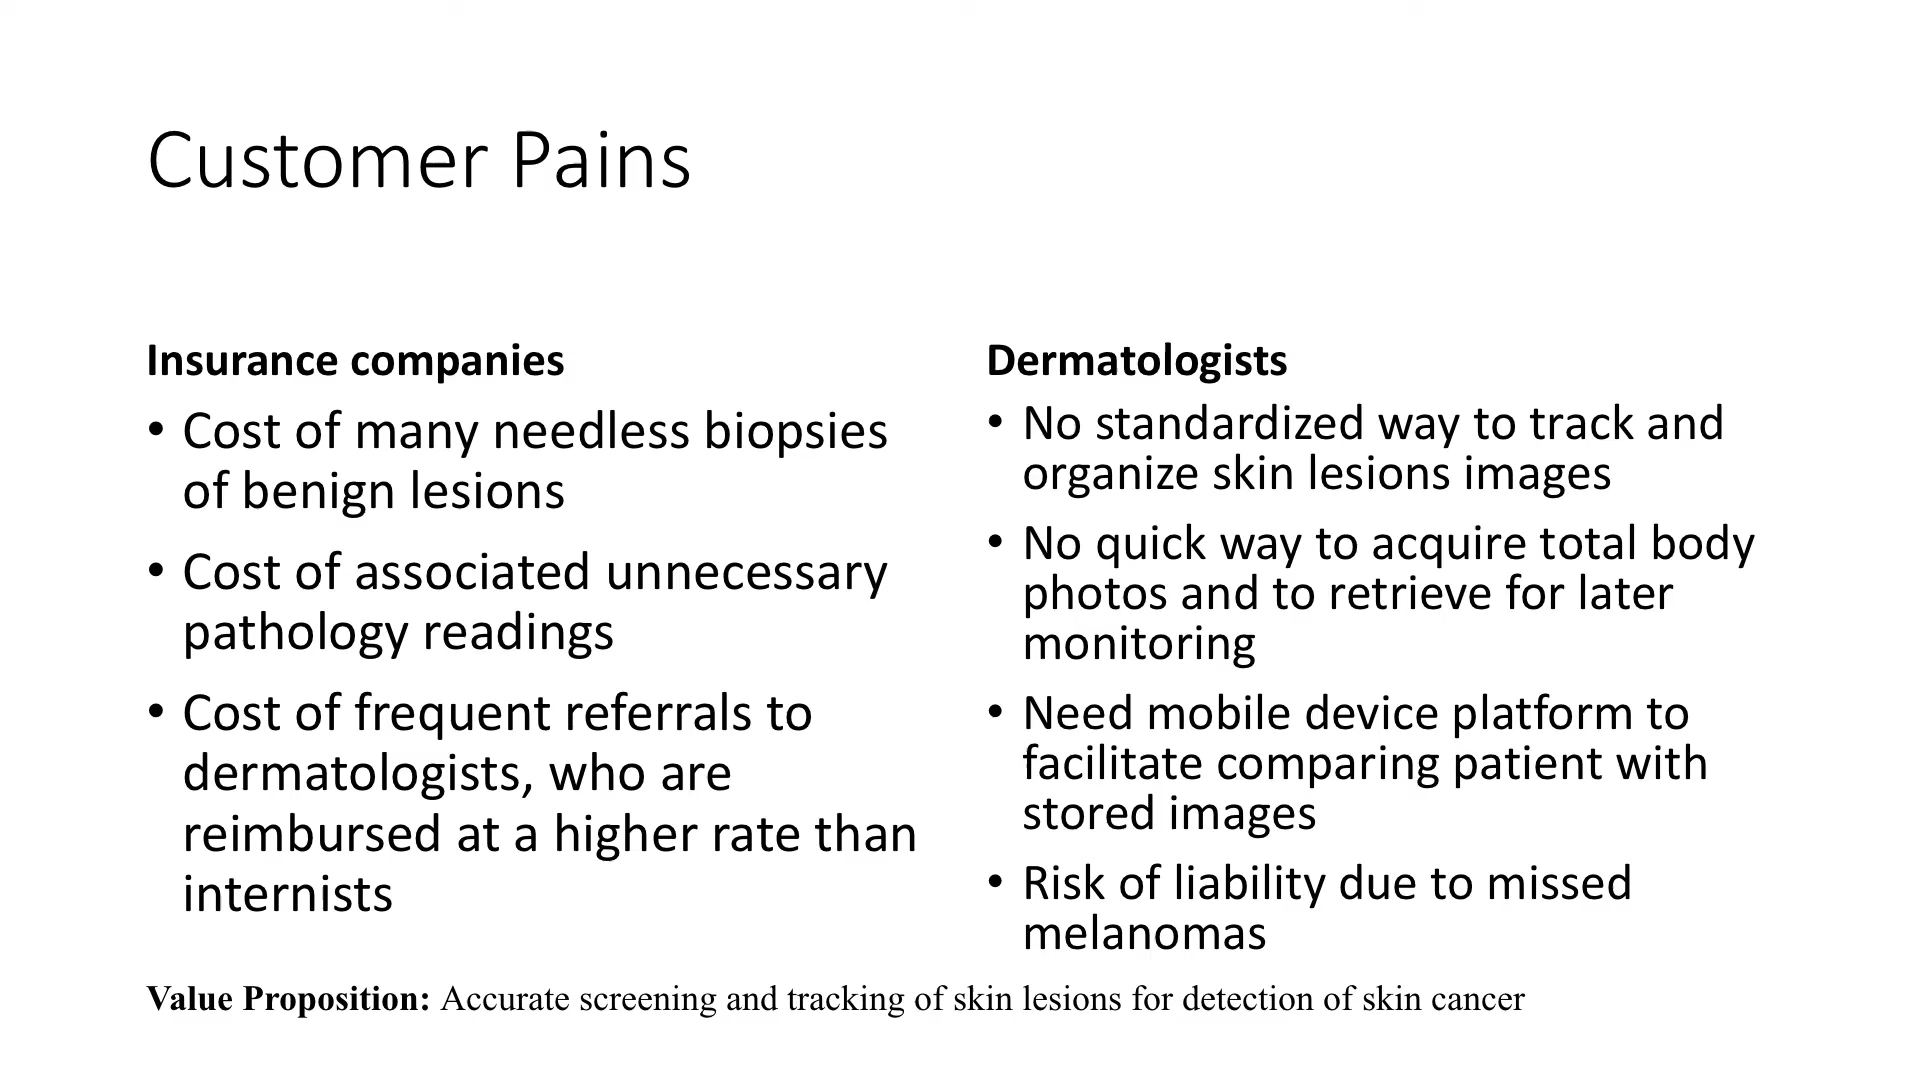 Customer Pains
Insurance companies
• Cost of many needless biopsies
of benign lesions
• Cost of associated unnecessary
pathology readings
• Cost of frequent referrals to
dermatologists, who are
reimbursed at a higher rate than
internists
Dermatologists
• No standardized way to track and
organize skin lesions images
• No quick way to acquire total body
photos and to retrieve for later
monitoring
• Need mobile device platform to
facilitate comparing patient with
stored images
• Risk of liability due to missed
melanomas
Value Proposition: Accurate screening and tracking of skin lesions for detection of skin cancer